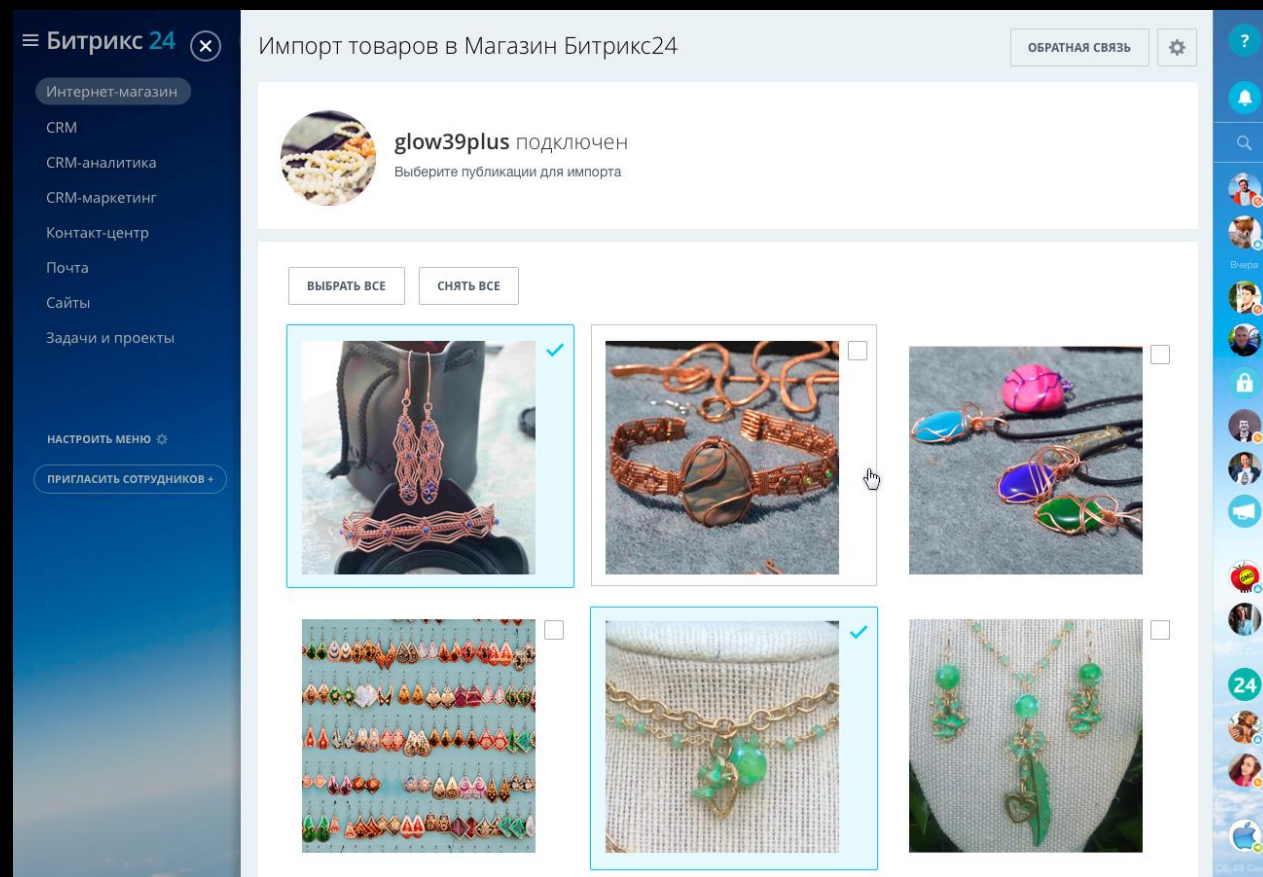 Битрикс 24
Интернет-магазин
CRM
CRM-аналитика
CRM-маркетинг
Контакт-центр
Почта
Сайты
Задачи и проекты
НАСТРОИТЬ МЕНЮ
ПРИГЛАСИТЬ СОТРУДНИКОВ +
Импорт товаров в Магазин Битрикс24
ОБРАТНАЯ СВЯЗЬ
glow39plus подключен
Выберите публикации для импорта
ВЫБРАТЬ ВСЕ
СНЯТЬ ВСЕ
?
Вчера
24